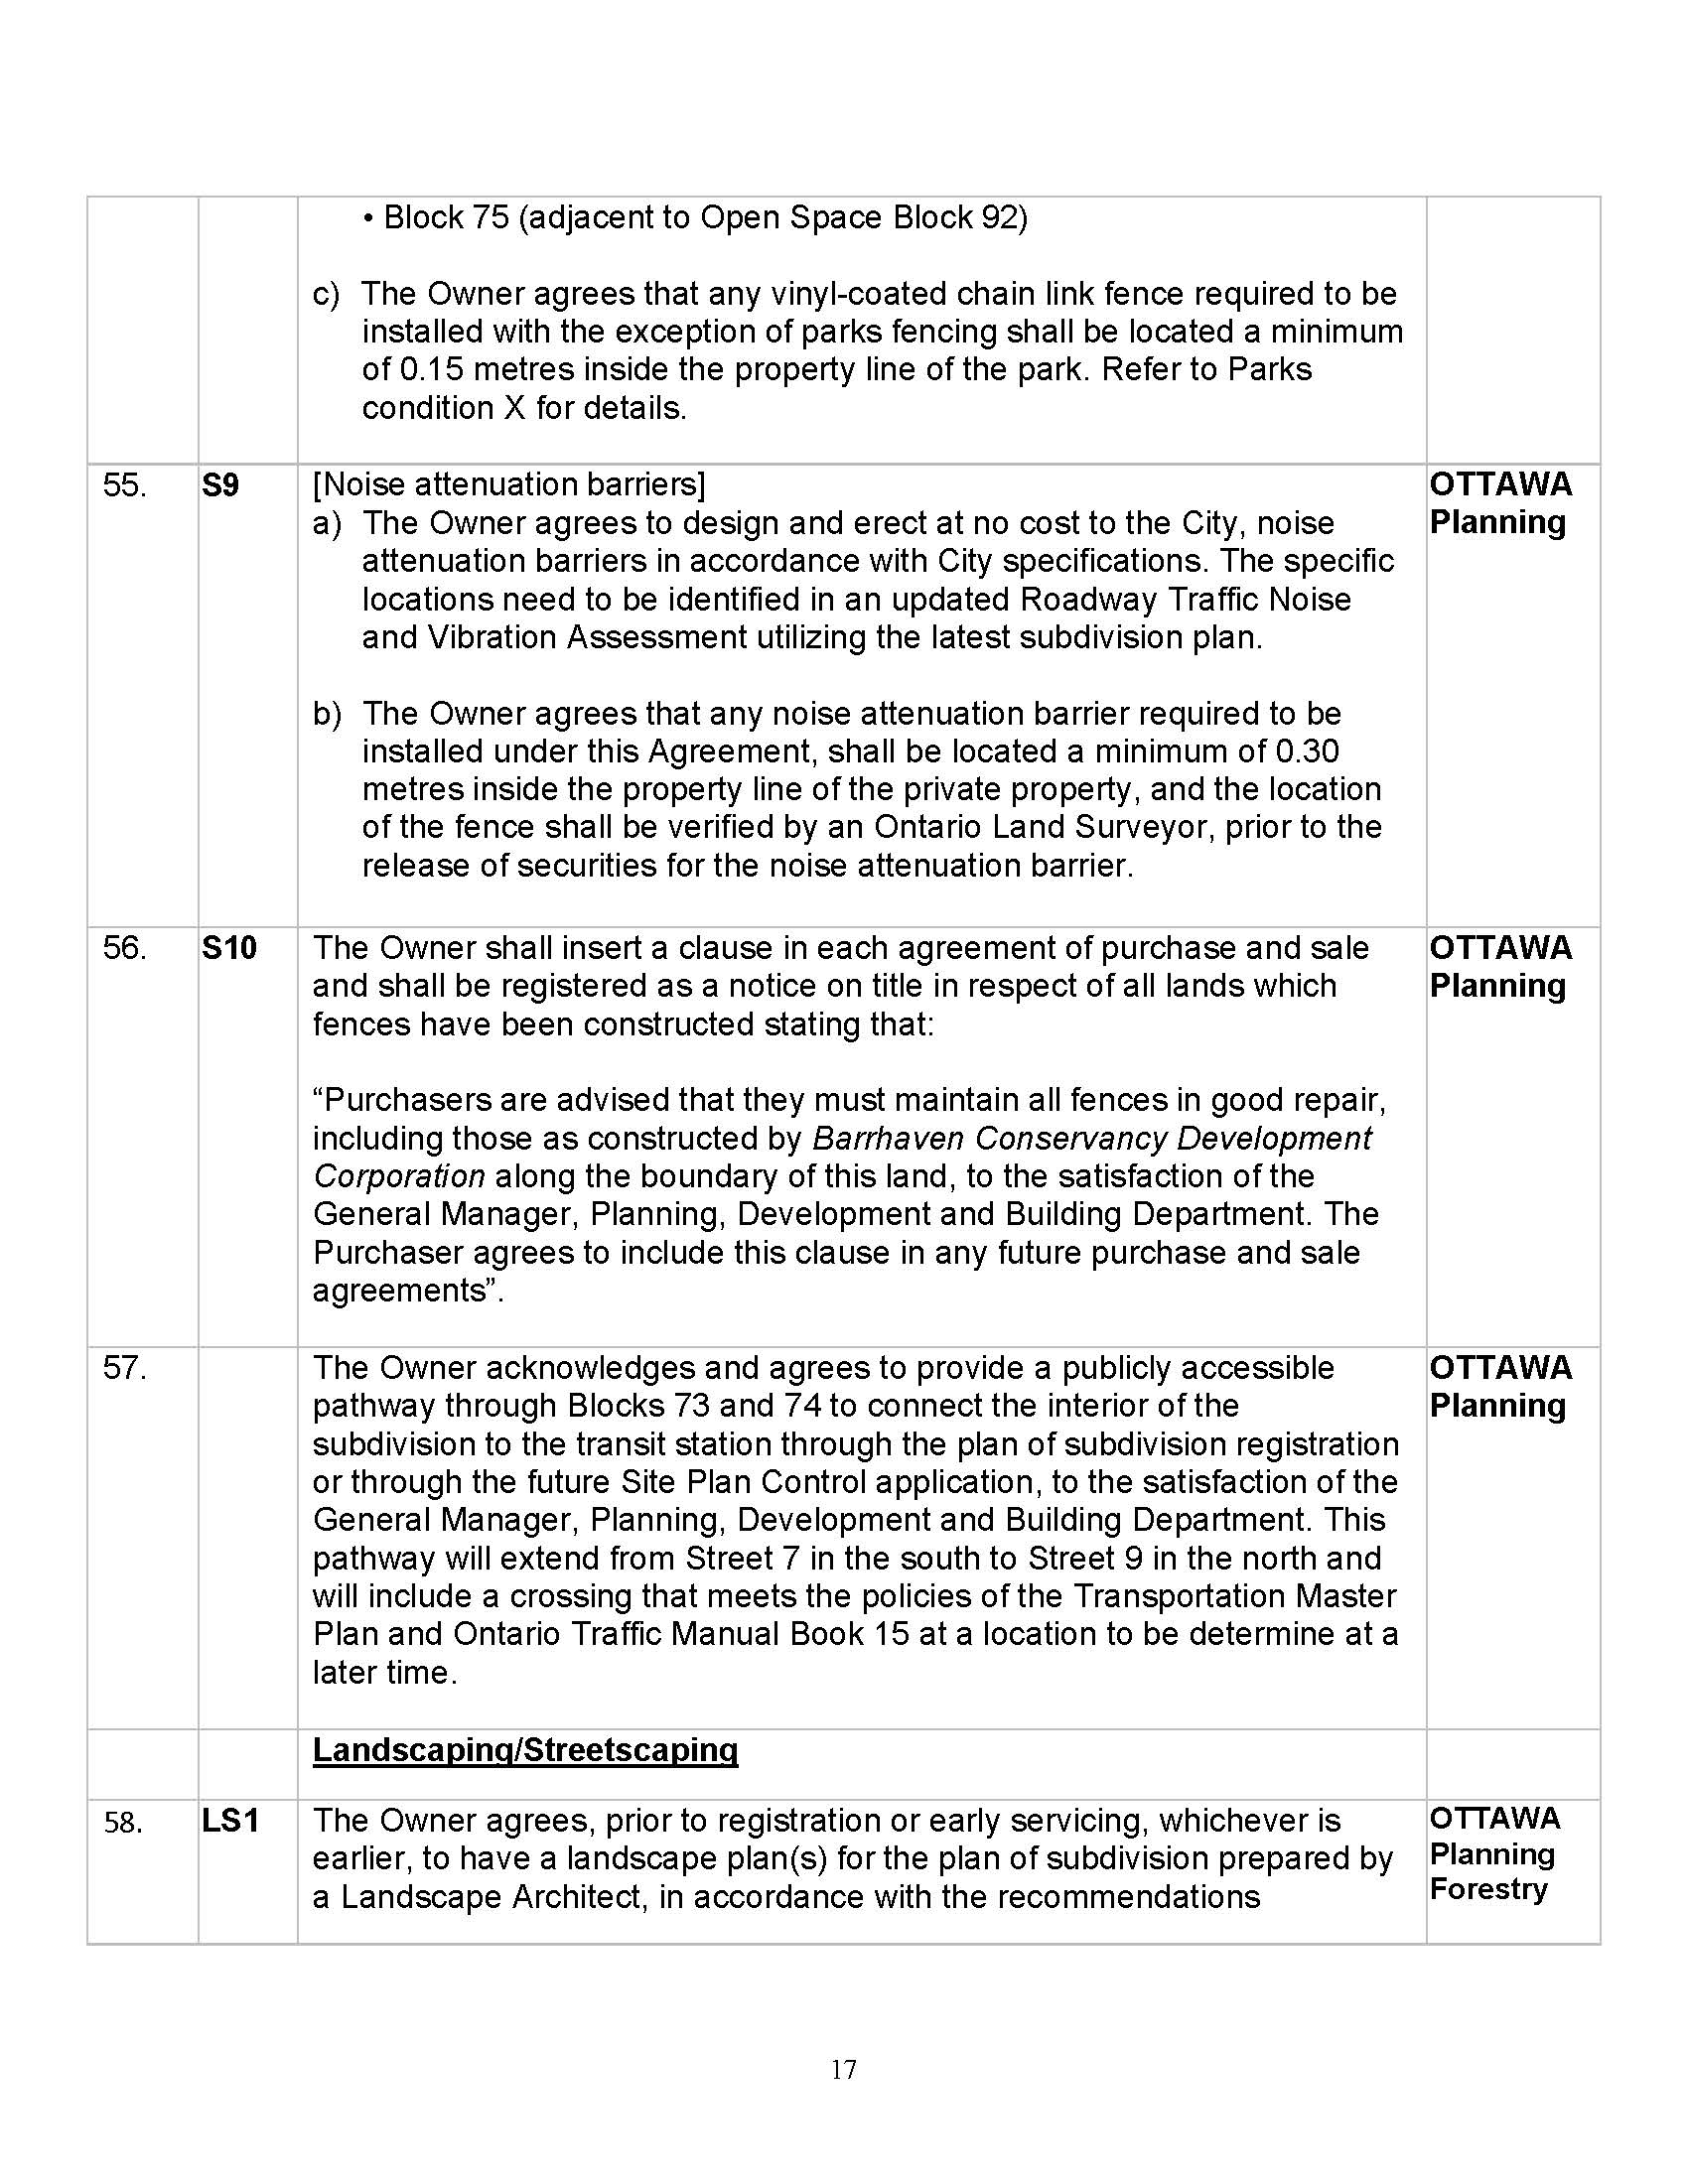 • Block 75 (adjacent to Open Space Block 92)
c) The Owner agrees that any vinyl-coated chain link fence required to be
installed with the exception of parks fencing shall be located a minimum
of 0.15 metres inside the property line of the park. Refer to Parks
condition X for details.
55. S9 [Noise attenuation barriers] OTTAWA
a) The Owner agrees to design and erect at no cost to the City, noise Planning
attenuation barriers in accordance with City specifications. The specific
locations need to be identified in an updated Roadway Traffic Noise
and Vibration Assessment utilizing the latest subdivision plan.
b) The Owner agrees that any noise attenuation barrier required to be
installed under this Agreement, shall be located a minimum of 0.30
metres inside the property line of the private property, and the location
of the fence shall be verified by an Ontario Land Surveyor, prior to the
release of securities for the noise attenuation barrier.
56. S10 The Owner shall insert a clause in each agreement of purchase and sale OTTAWA
and shall be registered as a notice on title in respect of all lands which Planning
fences have been constructed stating that:
“Purchasers are advised that they must maintain all fences in good repair,
including those as constructed by Barrhaven Conservancy Development
Corporation along the boundary of this land, to the satisfaction of the
General Manager, Planning, Development and Building Department. The
Purchaser agrees to include this clause in any future purchase and sale
agreements”.
57. The Owner acknowledges and agrees to provide a publicly accessible OTTAWA
pathway through Blocks 73 and 74 to connect the interior of the Planning
subdivision to the transit station through the plan of subdivision registration
or through the future Site Plan Control application, to the satisfaction of the
General Manager, Planning, Development and Building Department. This
pathway will extend from Street 7 in the south to Street 9 in the north and
will include a crossing that meets the policies of the Transportation Master
Plan and Ontario Traffic Manual Book 15 at a location to be determine at a
later time.
Landscaping/Streetscaping
58. LS1 The Owner agrees, prior to registration or early servicing, whichever is OTTAWA
earlier, to have a landscape plan(s) for the plan of subdivision prepared by Planning
a Landscape Architect, in accordance with the recommendations Forestry
17